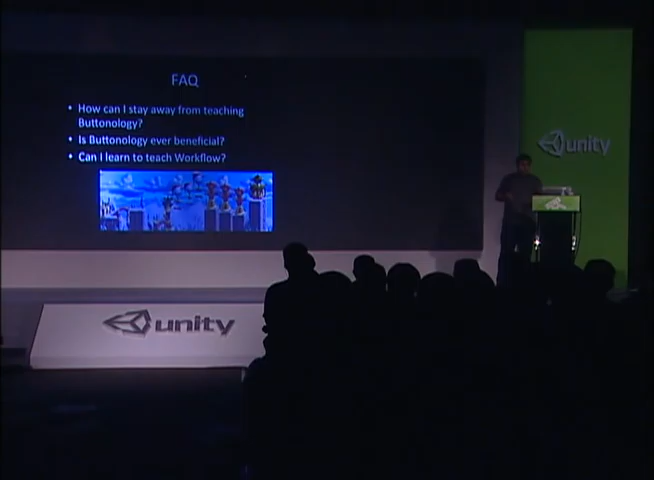 FAQ
• How can I stay away from teaching
Buttonology?
• Is Buttonology ever beneficial?
• Can I learn to teach Workflow?
unity
unity